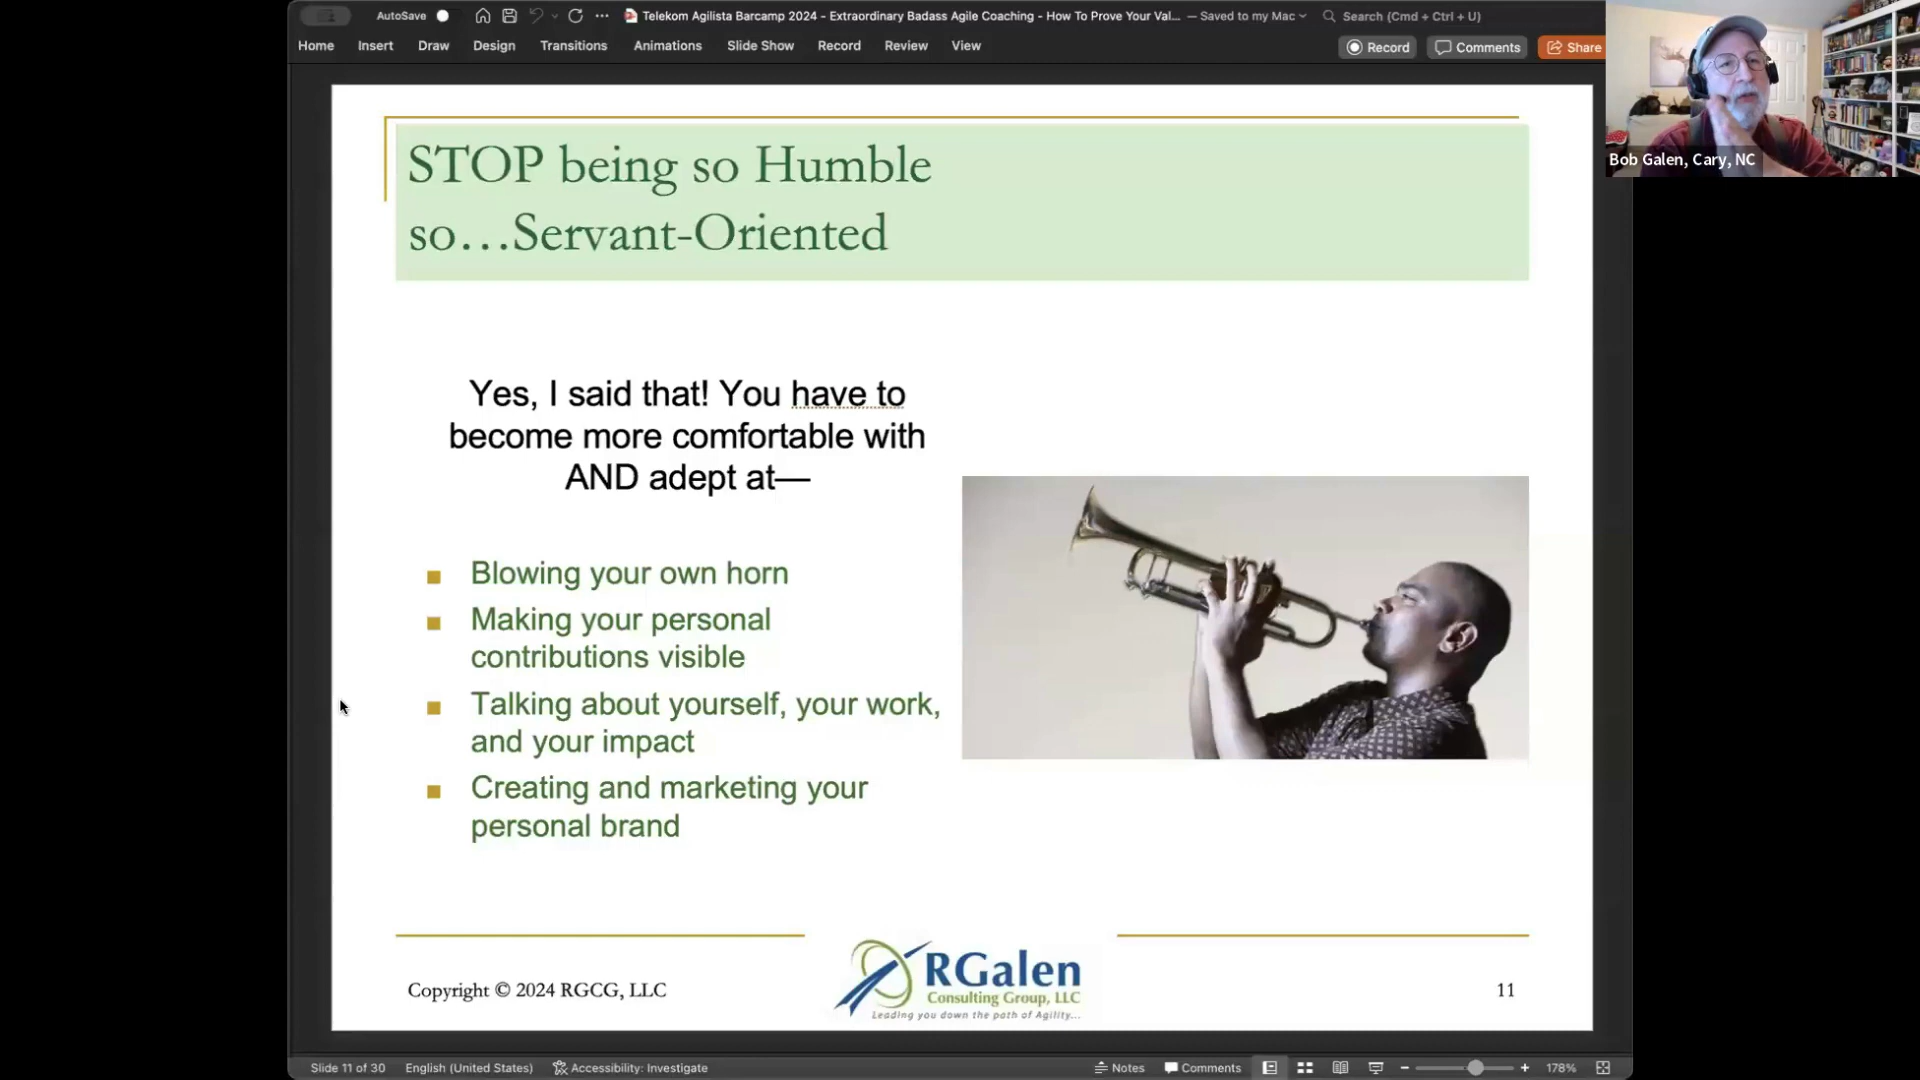 AutoSave
Telekom Agilista Barcamp 2024 - Extraordinary Badass Agile Coaching - How To Prove Your Val... — Saved to my Mac
Search (Cmd + Ctrl + U)
Home Insert Draw Design Transitions Animations Slide Show Record Review View
Record Comments Share
Bob Galen, Cary, NC
STOP being so Humble
so…Servant-Oriented
Yes, I said that! You have to
become more comfortable with
AND adept at—
Blowing your own horn
Making your personal
contributions visible
Talking about yourself, your work,
and your impact
Creating and marketing your
personal brand
Copyright © 2024 RGCG, LLC
RGalen
Consulting Group, LLC
Leading you down the path of Agility...
11
Slide 11 of 30 English (United States) Accessibility: Investigate Notes Comments 178%